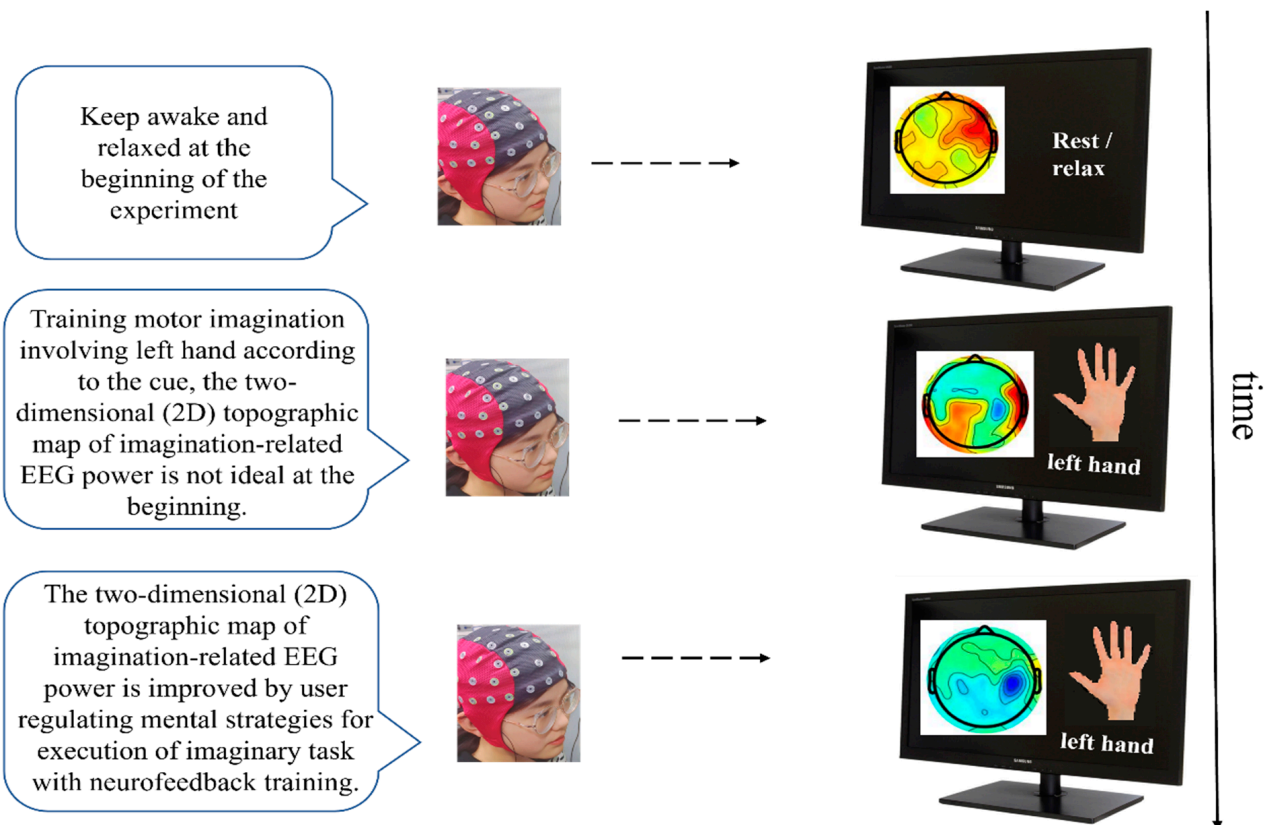 Keep awake and
relaxed at the
beginning of the
experiment
Rest /
relax
SAMSUNG
Training motor imagination
involving left hand according
to the cue, the two-
dimensional (2D) topographic
map of imagination-related
EEG power is not ideal at the
beginning.
left hand
SAMSUNG
time
The two-dimensional (2D)
topographic map of
imagination-related EEG
power is improved by user
regulating mental strategies for
execution of imaginary task
with neurofeedback training.
left hand
SAMSUNG